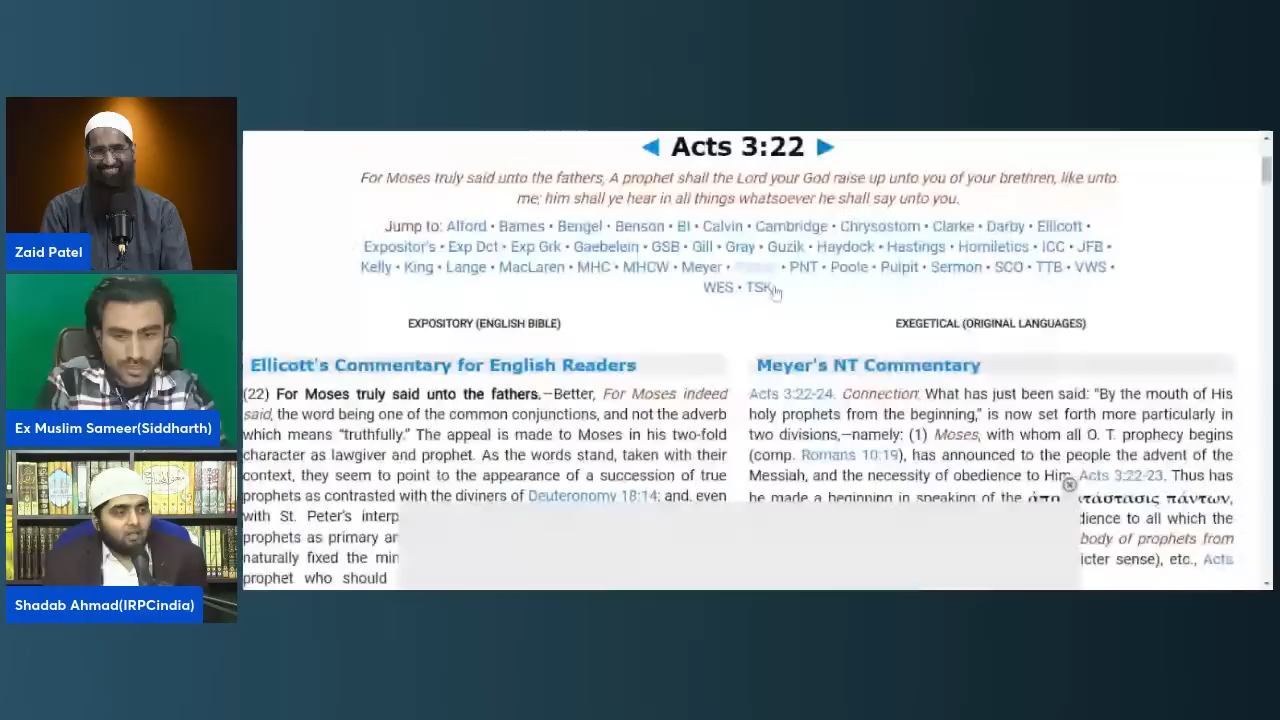 Zaid Patel
Ex Muslim Sameer(Siddharth)
Shadab Ahmad(IRPCindia)
◄ Acts 3:22 ►
For Moses truly said unto the fathers, A prophet shall the Lord your God raise up unto you of your brethren, like unto
me; him shall ye hear in all things whatsoever he shall say unto you.
Jump to: Alford • Barnes • Bengel • Benson • BI • Calvin • Cambridge • Chrysostom • Clarke • Darby • Ellicott •
Expositor's • Exp Dct • Exp Grk • Gaebelein • GSB • Gill • Gray • Guzik • Haydock • Hastings • Homiletics • ICC • JFB •
Kelly • King • Lange • MacLaren • MHC • MHCW • Meyer • • PNT • Poole • Pulpit • Sermon • SCO • TTB • VWS •
WES • TSK
EXPOSITORY (ENGLISH BIBLE)
Ellicott's Commentary for English Readers
(22) For Moses truly said unto the fathers.—Better, For Moses indeed
said, the word being one of the common conjunctions, and not the adverb
which means "truthfully." The appeal is made to Moses in his two-fold
character as lawgiver and prophet. As the words stand, taken with their
context, they seem to point to the appearance of a succession of true
prophets as contrasted with the diviners of Deuteronomy 18:14; and, even
with St. Peter's interp
prophets as primary an
naturally fixed the min
prophet who should
EXEGETICAL (ORIGINAL LANGUAGES)
Meyer's NT Commentary
Acts 3:22-24. Connection: What has just been said: "By the mouth of His
holy prophets from the beginning," is now set forth more particularly in
two divisions,—namely: (1) Moses, with whom all O. T. prophecy begins
(comp. Romans 10:19), has announced to the people the advent of the
Messiah, and the necessity of obedience to Him, Acts 3:22-23. Thus has
he made a beginning in speaking of the πάντων,
dience to all which the
body of prophets from
icter sense), etc., Acts